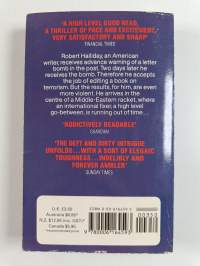 "A HIGH LEVEL GOOD READ,
A THRILLER OF PACE AND EXCITEMENT,
VERY SATISFACTORY AND SHARP"
FINANCIAL TIMES
Robert Halliday, an American
writer, receives advance warning of a letter
bomb in the post. Two days later he
receives the bomb. Therefore he accepts
the job of editing a book on
terrorism. But the results, for him, are even
more violent. He arrives in the
centre of a Middle-Eastern racket, where
an international fixer, a high level
go-between, is running out of time . . .
"ADDICTIVELY READABLE"
GUARDIAN
"THE DEFT AND DIRTY INTRIGUE
UNFOLDS... WITH A SORT OF ELEGIAC
TOUGHNESS ...INDELIBLY AND
FOREVER AMBLER"
SUNDAY TIMES
U.K. £3.50
Australia
Canada
00350
9 780006 164593